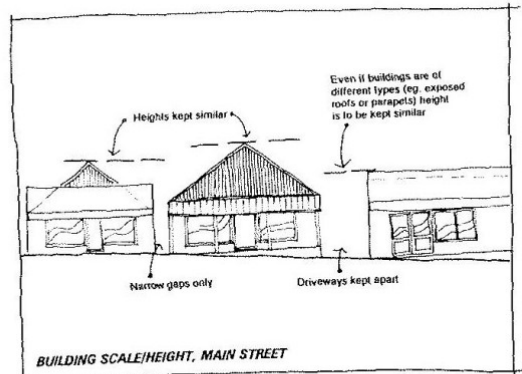 Even if buildings are of
different types (eg. exposed
roofs or parapets) height
is to be kept similar
Heights kept similar
Narrow gaps only
Driveways kept apart
BUILDING SCALE/HEIGHT, MAIN STREET